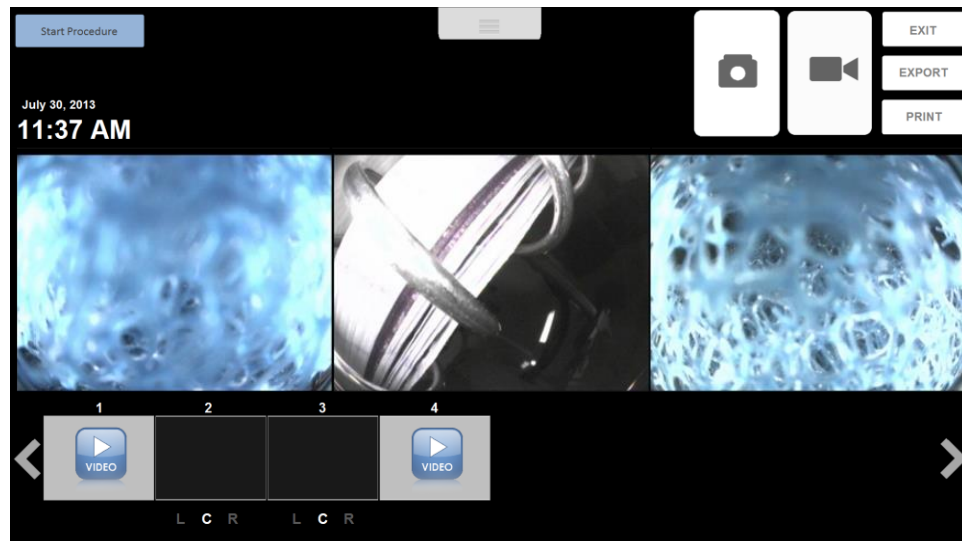 Start Procedure
EXIT
EXPORT
July 30, 2013
PRINT
11:37 AM
1 2 3 4
VIDEO VIDEO
L C R L C R